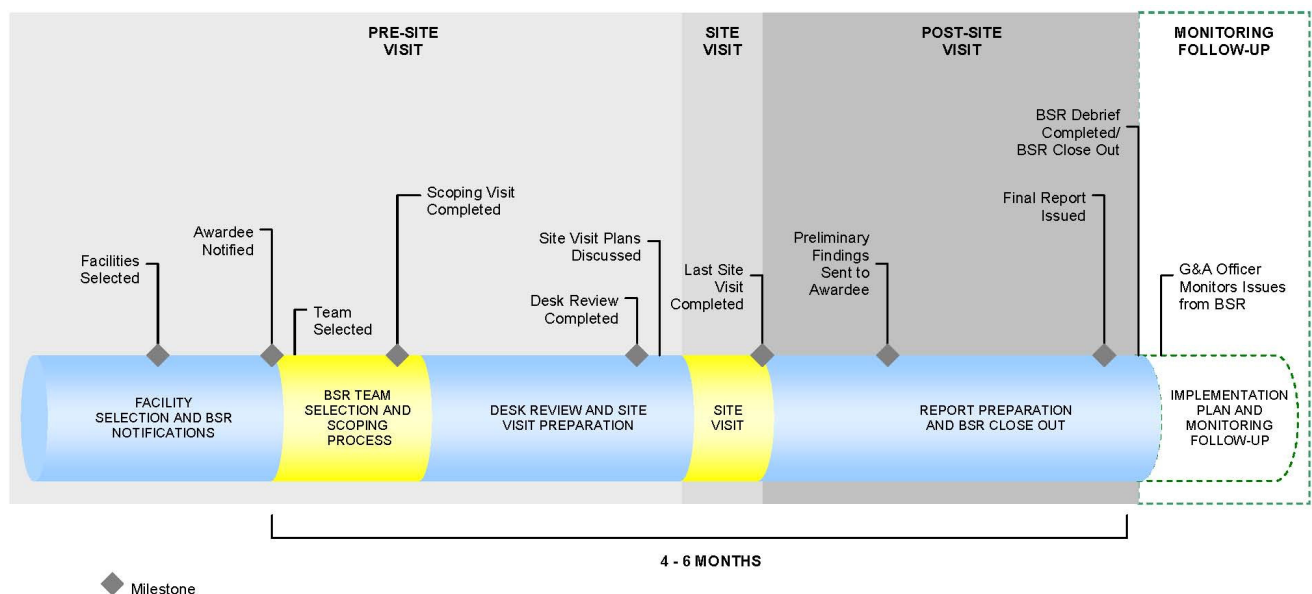 PRE-SITE
VISIT
SITE
VISIT
POST-SITE
VISIT
MONITORING
FOLLOW-UP
Facilities
Selected
Awardee
Notified
Team
Selected
Scoping Visit
Completed
Desk Review
Completed
Site Visit Plans
Discussed
Last Site
Visit
Completed
Preliminary
Findings
Sent to
Awardee
Final Report
Issued
BSR Debrief
Completed/
BSR Close Out
G&A Officer
Monitors Issues
from BSR
FACILITY
SELECTION AND BSR
NOTIFICATIONS
BSR TEAM
SELECTION AND
SCOPING
PROCESS
DESK REVIEW AND SITE
VISIT PREPARATION
SITE
VISIT
REPORT PREPARATION
AND BSR CLOSE OUT
IMPLEMENTATION
PLAN AND
MONITORING
FOLLOW-UP
4 - 6 MONTHS
Milestone